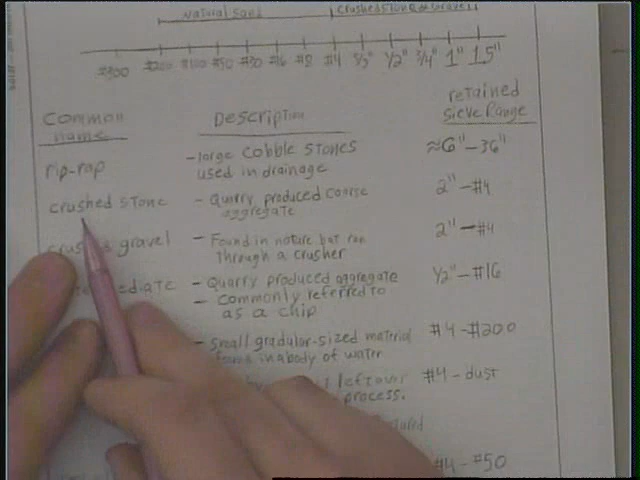 Natural Sand
Crushed Stone & Gravel
#300 #200 #100 #50 #30 #16 #8 #4 3/8" 1/2" 3/4" 1" 1.5"
Common name
Description
retained Sieve Range
rip-rap
- large cobble stones
used in drainage
≈6" - 36"
crushed stone
- Quarry produced coarse
aggregate
2" - #4
gravel
- Found in nature but ran
through a crusher
2" - #4
- Quarry produced aggregate
- commonly referred to
as a chip
1/2" - #16
- small gradular-sized material
found in a body of water
#4 - #200
leftover
process.
#4 - dust
#4 - #50